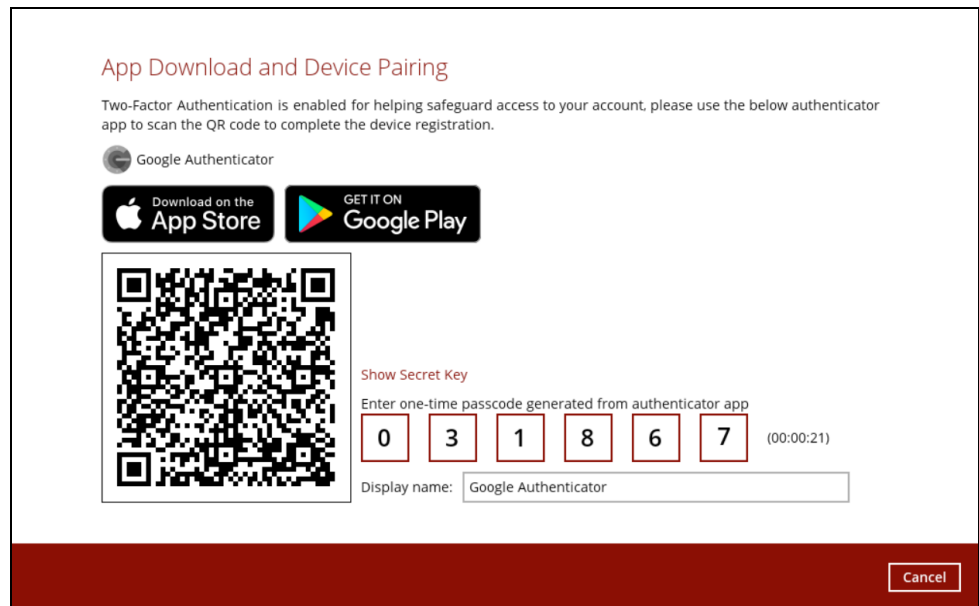 App Download and Device Pairing
Two-Factor Authentication is enabled for helping safeguard access to your account, please use the below authenticator
app to scan the QR code to complete the device registration.
Google Authenticator
Download on the
App Store
GET IT ON
Google Play
Show Secret Key
Enter one-time passcode generated from authenticator app
0 3 1 8 6 7 (00:00:21)
Display name: Google Authenticator
Cancel